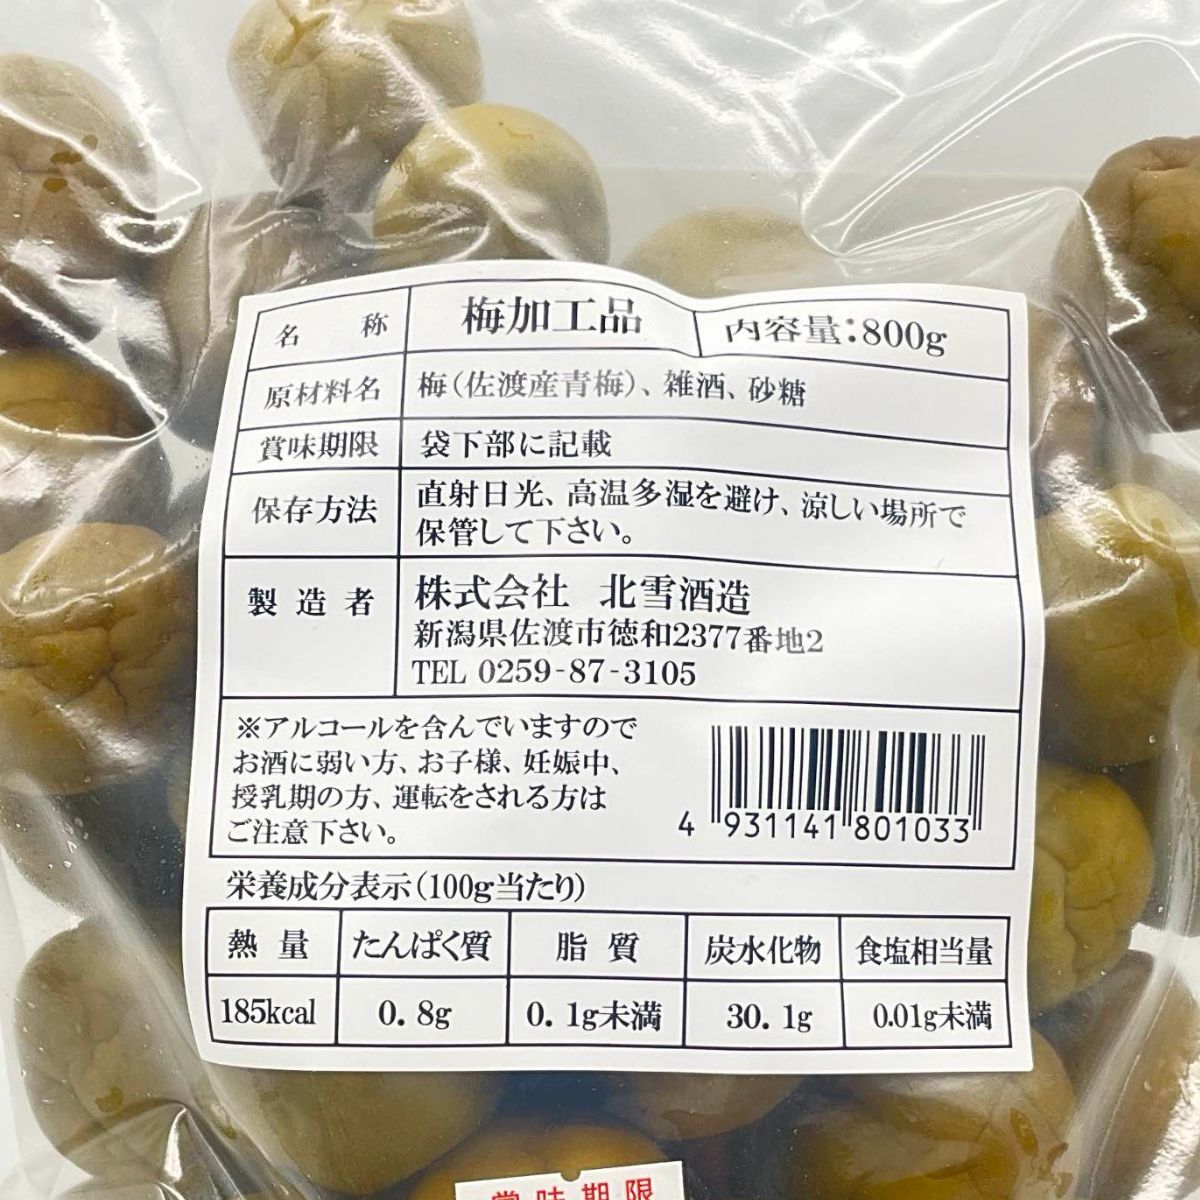 名 称 梅加工品 内容量:800g
原材料名 梅(佐渡産青梅)、雑酒、砂糖
賞味期限 袋下部に記載
保存方法 直射日光、高温多湿を避け、涼しい場所で
保管して下さい。
製造者 株式会社 北雪酒造
新潟県佐渡市徳和2377番地2
TEL 0259-87-3105
※アルコールを含んでいますので
お酒に弱い方、お子様、妊娠中、
授乳期の方、運転をされる方は
ご注意下さい。
4 931141 801033
栄養成分表示(100g当たり)
熱量 たんぱく質 脂質 炭水化物 食塩相当量
185kcal 0.8g 0.1g未満 30.1g 0.01g未満
賞味期限